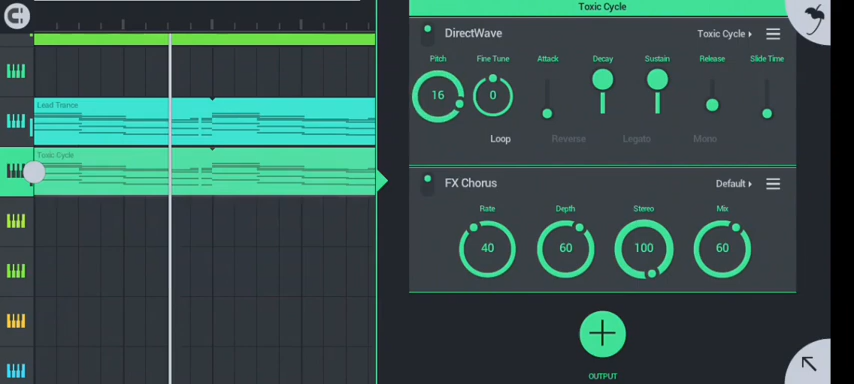 Toxic Cycle
DirectWave
Toxic Cycle
Pitch
Fine Tune
Attack
Decay
Sustain
Release
Slide Time
16
0
Loop
Reverse
Legato
Mono
Lead Trance
Toxic Cycle
FX Chorus
Default
Rate
Depth
Stereo
Mix
40
60
100
60
OUTPUT